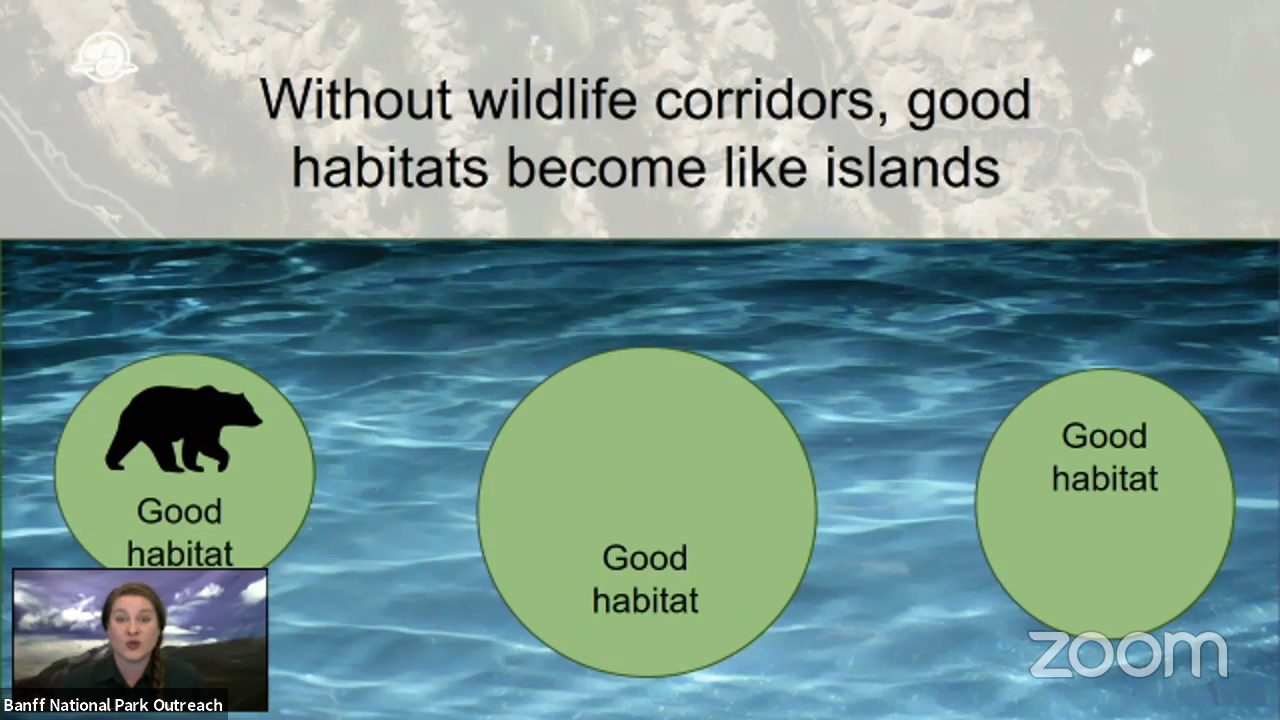 Without wildlife corridors, good
habitats become like islands
Good
habitat
Good
habitat
Good
habitat
zoom
Banff National Park Outreach